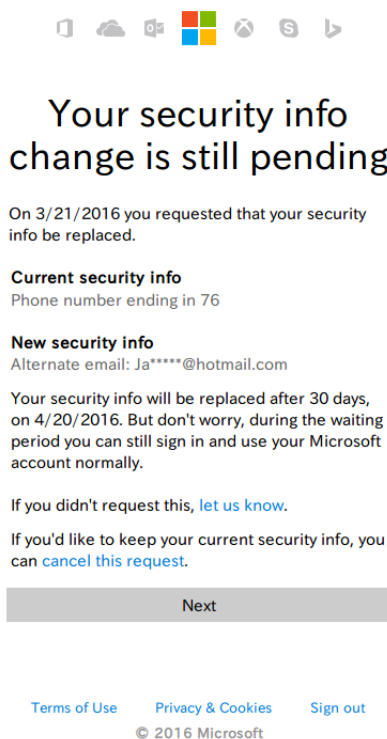 Your security info
change is still pending
On 3/21/2016 you requested that your security
info be replaced.
Current security info
Phone number ending in 76
New security info
Alternate email: Ja*****@hotmail.com
Your security info will be replaced after 30 days,
on 4/20/2016. But don't worry, during the waiting
period you can still sign in and use your Microsoft
account normally.
If you didn't request this, let us know.
If you'd like to keep your current security info, you
can cancel this request.
Next
Terms of Use Privacy & Cookies Sign out
© 2016 Microsoft